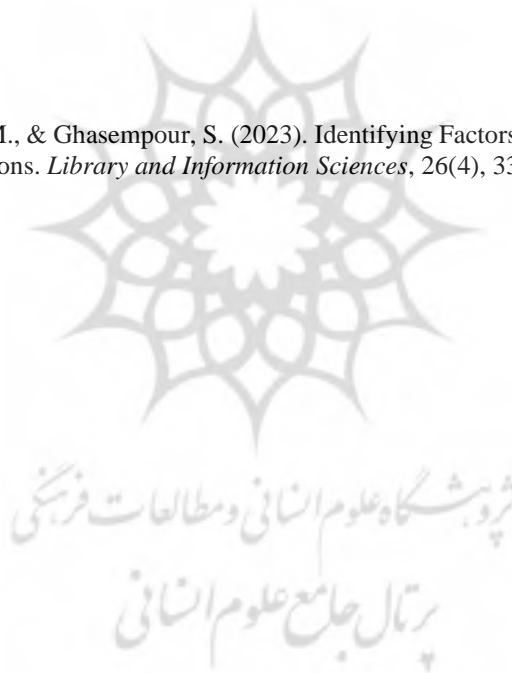 M., & Ghasempour, S. (2023). Identifying Factors
ons. Library and Information Sciences, 26(4), 33
پژوهشگاه علوم انسانی و مطالعات فرهنگی
پرتال جامع علوم انسانی